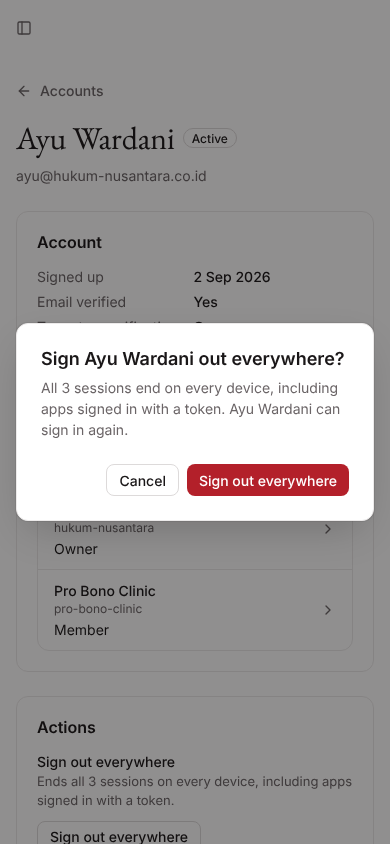 Accounts
Ayu Wardani
Active
ayu@hukum-nusantara.co.id
Account
Signed up 2 Sep 2026
Email verified Yes
Sign Ayu Wardani out everywhere?
All 3 sessions end on every device, including
apps signed in with a token. Ayu Wardani can
sign in again.
Cancel
Sign out everywhere
hukum-nusantara
Owner
Pro Bono Clinic
pro-bono-clinic
Member
Actions
Sign out everywhere
Ends all 3 sessions on every device, including apps
signed in with a token.
Sign out everywhere